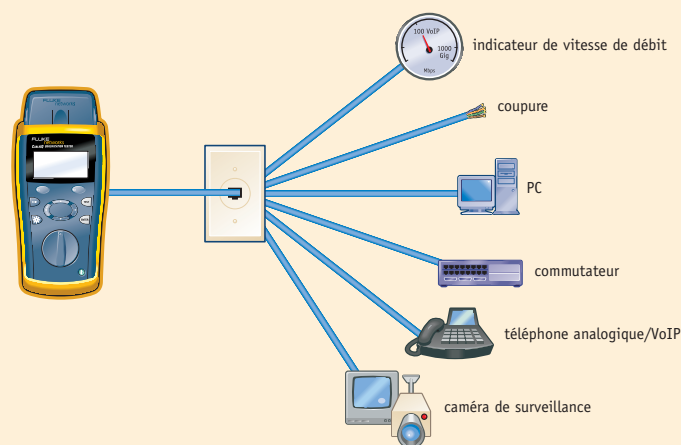 100 VoIP
1000
Gig
Mbps
indicateur de vitesse de débit
coupure
FLUKE
networks
PC
commutateur
téléphone analogique/VoIP
caméra de surveillance